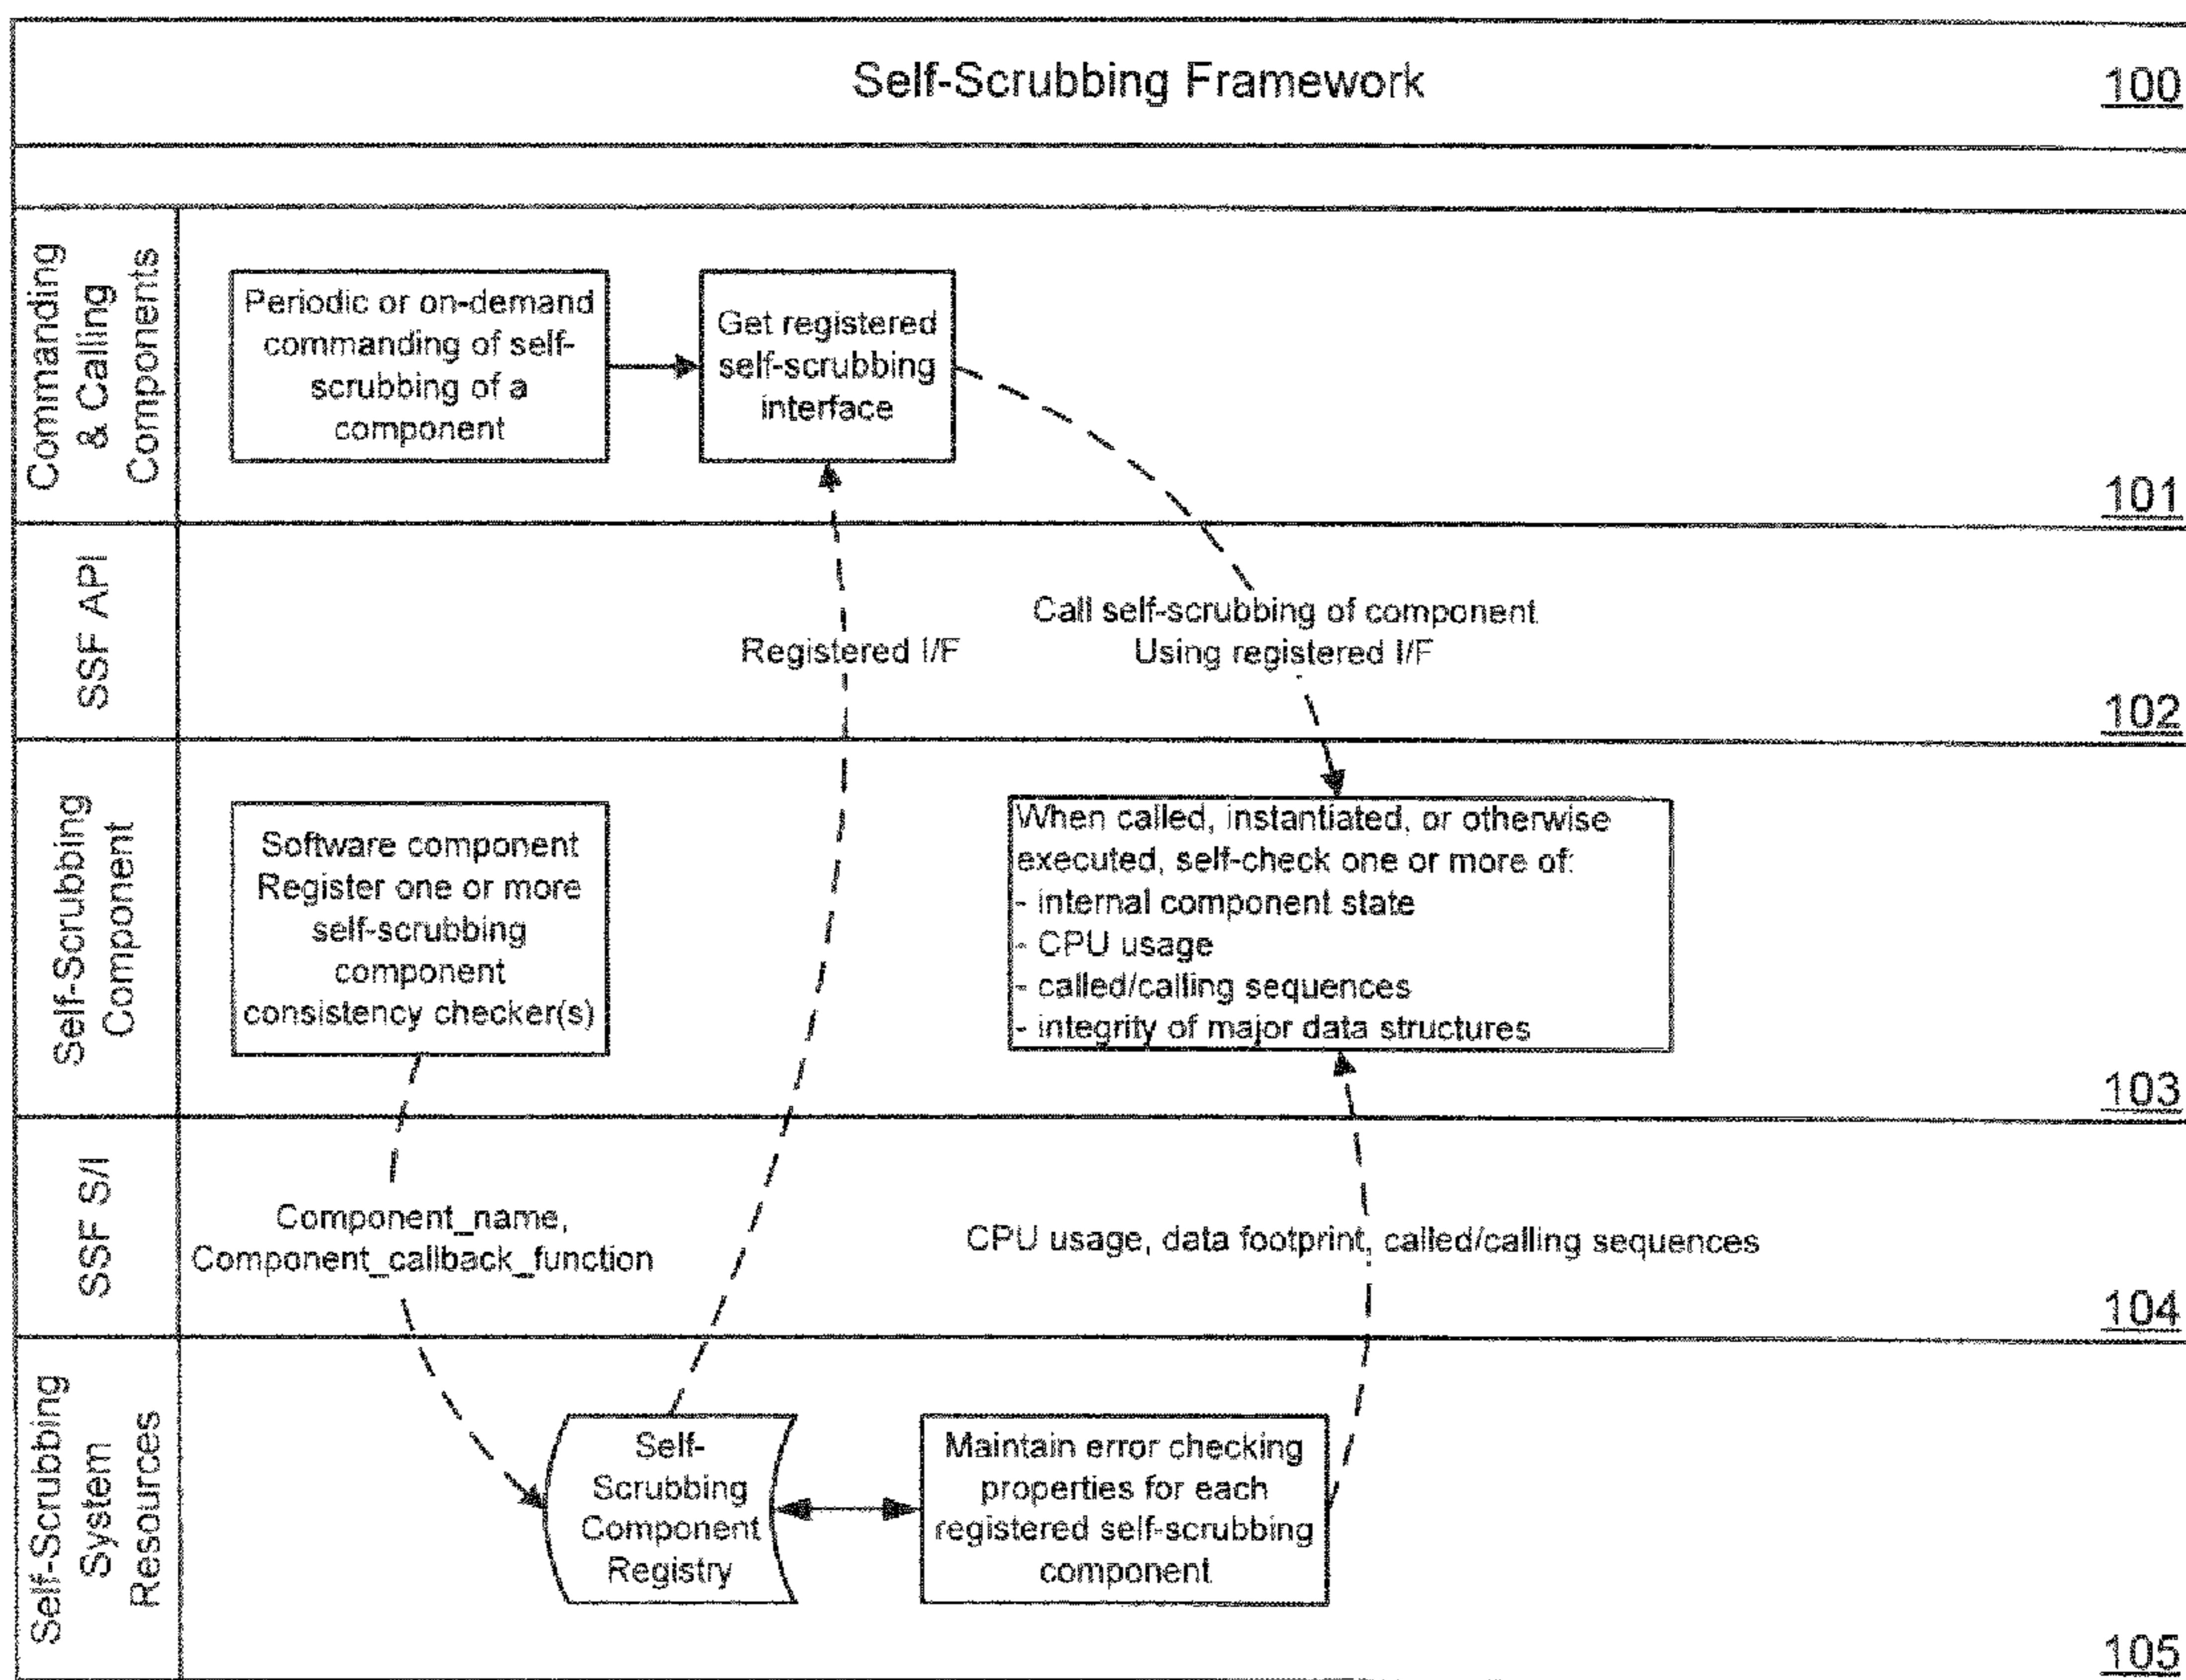 Self-Scrubbing Framework
100
Commanding
& Calling
Components
Periodic or on-demand
commanding of self-
scrubbing of a
component
Get registered
self-scrubbing
interface
101
SSF API
Registered I/F
Call self-scrubbing of component
Using registered I/F
102
Self-Scrubbing
Component
Software component
Register one or more
self-scrubbing
component
consistency checker(s)
When called, instantiated, or otherwise
executed, self-check one or more of:
- internal component state
- CPU usage
- called/calling sequences
- integrity of major data structures
103
SSF S/I
Component_name,
Component_callback_function
CPU usage, data footprint, called/calling sequences
104
Self-Scrubbing
System
Resources
Self-
Scrubbing
Component
Registry
Maintain error checking
properties for each
registered self-scrubbing
component
105